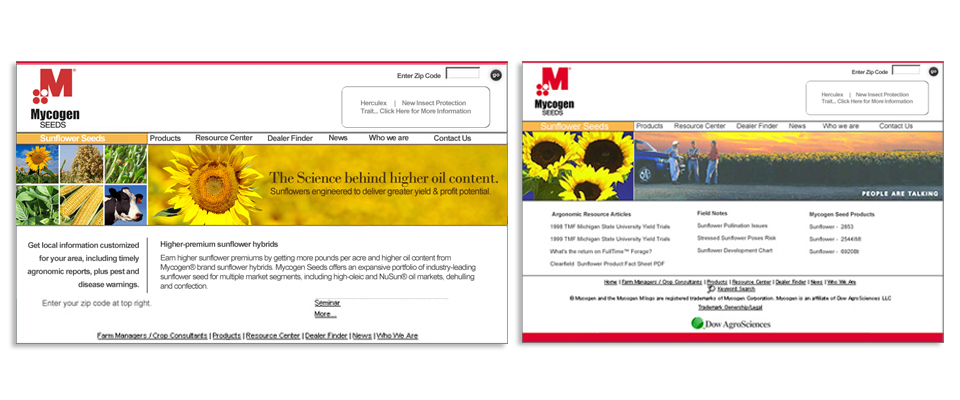 Enter Zip Code
go
M
Mycogen
SEEDS
Herculex | New Insect Protection
Trait... Click Here for More Information
Sunflower Seeds
Products
Resource Center
Dealer Finder
News
Who we are
Contact Us
The Science behind higher oil content.
Sunflowers engineered to deliver greater yield & profit potential.
Get local information customized
for your area, including timely
agronomic reports, plus pest and
disease warnings.
Enter your zip code at top right.
Higher-premium sunflower hybrids
Earn higher sunflower premiums by getting more pounds per acre and higher oil content from
Mycogen® brand sunflower hybrids. Mycogen Seeds offers an expansive portfolio of industry-leading
sunflower seed for multiple market segments, including high-oleic and NuSun® oil markets, dehulling
and confection.
Seminar
More...
Farm Managers / Crop Consultants | Products | Resource Center | Dealer Finder | News | Who We Are
Enter Zip Code
go
M
Mycogen
SEEDS
Herculex | New Insect Protection
Trait... Click Here for More Information
Sunflower Seeds
Products
Resource Center
Dealer Finder
News
Who we are
Contact Us
PEOPLE ARE TALKING
Argonomic Resource Articles
1998 TMF Michigan State University Yield Trials
1999 TMF Michigan State University Yield Trials
What's the return on FullTime™ Forage?
Clearfield Sunflower Product Fact Sheet PDF
Field Notes
Sunflower Pollination Issues
Stressed Sunflower Poses Risk
Sunflower Development Chart
Mycogen Seed Products
Sunflower - 2853
Sunflower -
Sunflower -
Home | Farm Managers / Crop Consultants | Products | Resource Center | Dealer Finder | News | Who We Are
Keyword Search
© Mycogen and the Mycogen M logo are registered trademarks of Mycogen Corporation. Mycogen is an affiliate of Dow AgroSciences LLC
Trademark Ownership/Legal
Dow AgroSciences